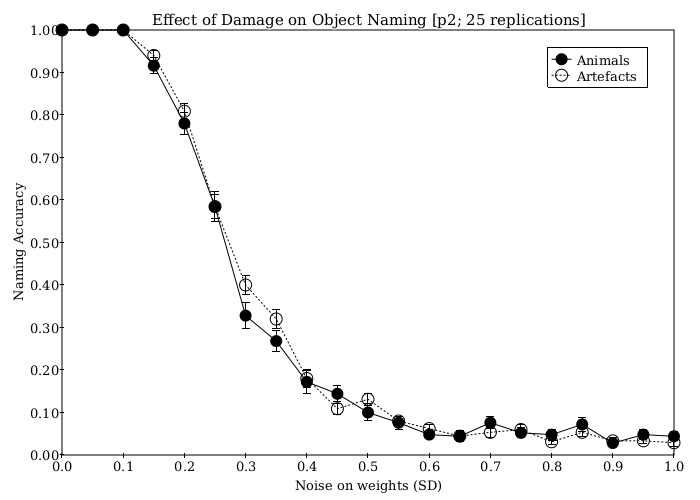 Effect of Damage on Object Naming [p2; 25 replications]
Animals
Artefacts
Naming Accuracy
1.00
0.90
0.80
0.70
0.60
0.50
0.40
0.30
0.20
0.10
0.00
0.0 0.1 0.2 0.3 0.4 0.5 0.6 0.7 0.8 0.9 1.0
Noise on weights (SD)